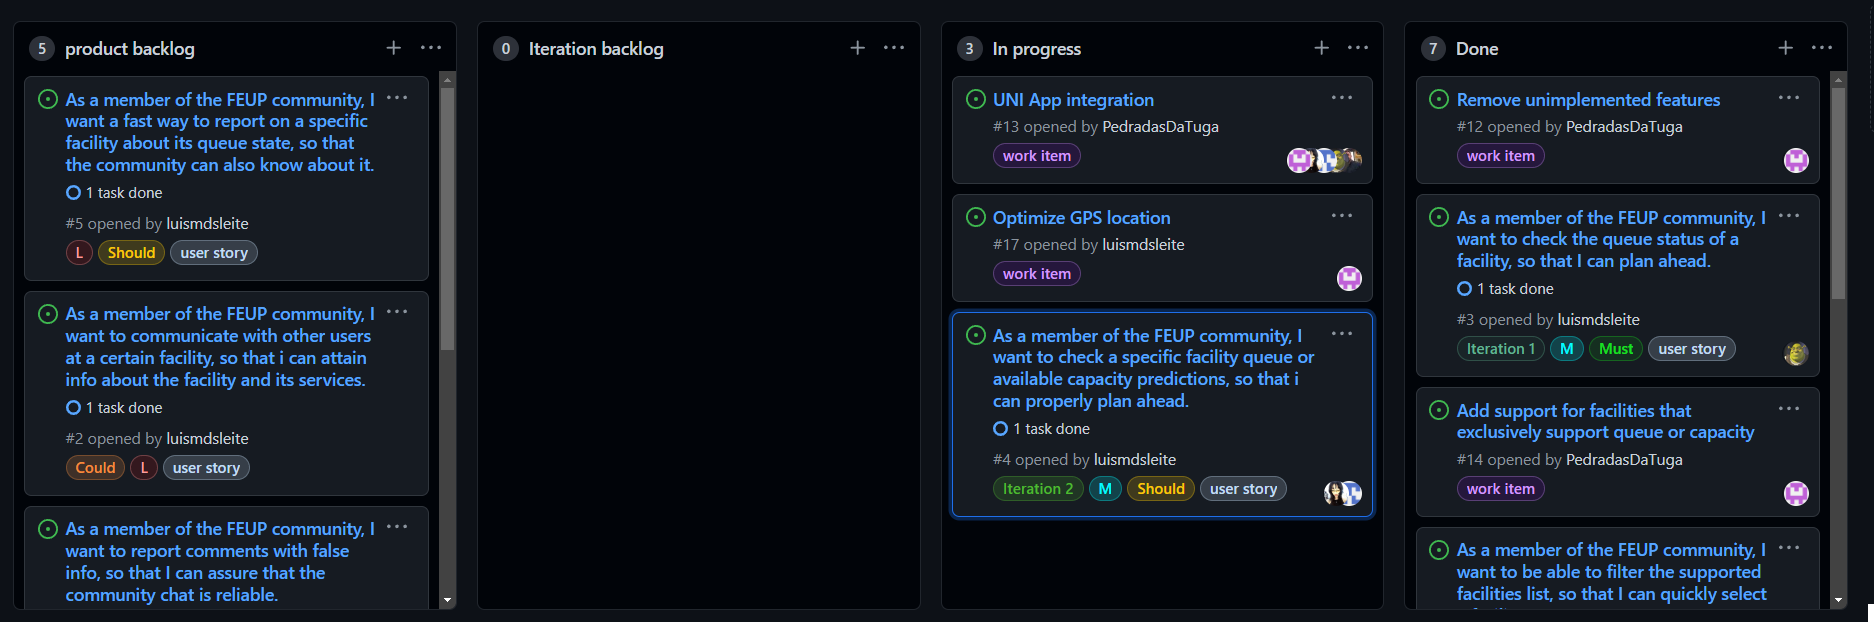 5 product backlog
As a member of the FEUP community, I
want a fast way to report on a specific
facility about its queue state, so that
the community can also know about it.
1 task done
#5 opened by luismdsleite
L Should user story
As a member of the FEUP community, I
want to communicate with other users
at a certain facility, so that i can attain
info about the facility and its services.
1 task done
#2 opened by luismdsleite
Could L user story
As a member of the FEUP community, I
want to report comments with false
info, so that I can assure that the
community chat is reliable.
0 Iteration backlog
3 In progress
UNI App integration
#13 opened by PedradasDaTuga
work item
Optimize GPS location
#17 opened by luismdsleite
work item
As a member of the FEUP community, I
want to check a specific facility queue or
available capacity predictions, so that i
can properly plan ahead.
1 task done
#4 opened by luismdsleite
Iteration 2 M Should user story
7 Done
Remove unimplemented features
#12 opened by PedradasDaTuga
work item
As a member of the FEUP community, I
want to check the queue status of a
facility, so that I can plan ahead.
1 task done
#3 opened by luismdsleite
Iteration 1 M Must user story
Add support for facilities that
exclusively support queue or capacity
#14 opened by PedradasDaTuga
work item
As a member of the FEUP community, I
want to be able to filter the supported
facilities list, so that I can quickly select